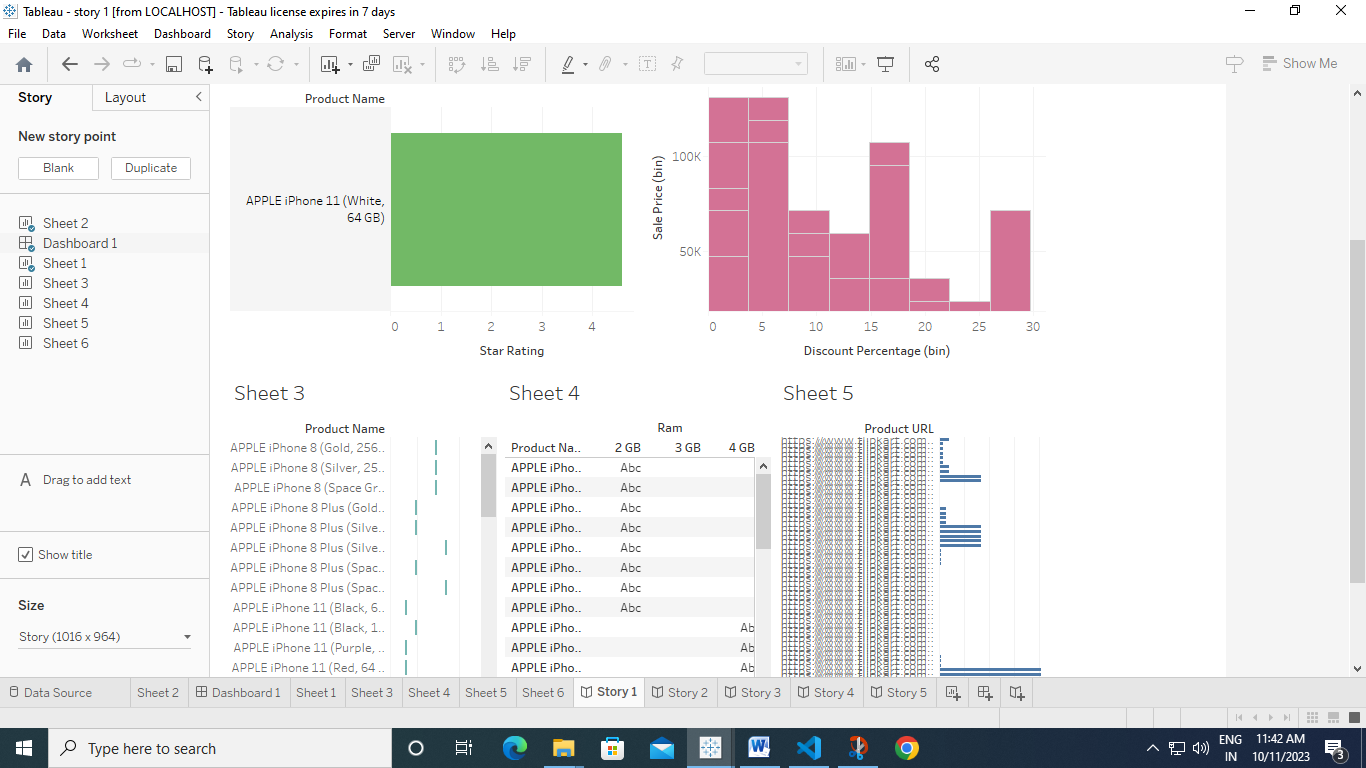 Tableau - story 1 [from LOCALHOST] - Tableau license expires in 7 days
File Data Worksheet Dashboard Story Analysis Format Server Window Help
Show Me
Story Layout
New story point
Blank Duplicate
Sheet 2
Dashboard 1
Sheet 1
Sheet 3
Sheet 4
Sheet 5
Sheet 6
A Drag to add text
Show title
Size
Story (1016 x 964)
Product Name
APPLE iPhone 11 (White,
64 GB)
0 1 2 3 4
Star Rating
Sale Price (bin)
100K
50K
0 5 10 15 20 25 30
Discount Percentage (bin)
Sheet 3
Product Name
APPLE iPhone 8 (Gold, 256..
APPLE iPhone 8 (Silver, 25..
APPLE iPhone 8 (Space Gr..
APPLE iPhone 8 Plus (Gold..
APPLE iPhone 8 Plus (Silve..
APPLE iPhone 8 Plus (Silve..
APPLE iPhone 8 Plus (Spac..
APPLE iPhone 8 Plus (Spac..
APPLE iPhone 11 (Black, 6..
APPLE iPhone 11 (Black, 1..
APPLE iPhone 11 (Purple, ..
APPLE iPhone 11 (Red, 64 ..
Sheet 4
Ram
Product Na.. 2 GB 3 GB 4 GB
APPLE iPho.. Abc
APPLE iPho.. Abc
APPLE iPho.. Abc
APPLE iPho.. Abc
APPLE iPho.. Abc
APPLE iPho.. Abc
APPLE iPho.. Abc
APPLE iPho.. Abc
APPLE iPho.. Ab
APPLE iPho.. Ab
APPLE iPho.. Ab
Sheet 5
Product URL
Data Source Sheet 2 Dashboard 1 Sheet 1 Sheet 3 Sheet 4 Sheet 5 Sheet 6 Story 1 Story 2 Story 3 Story 4 Story 5
Type here to search
ENG
IN
11:42 AM
10/11/2023
3